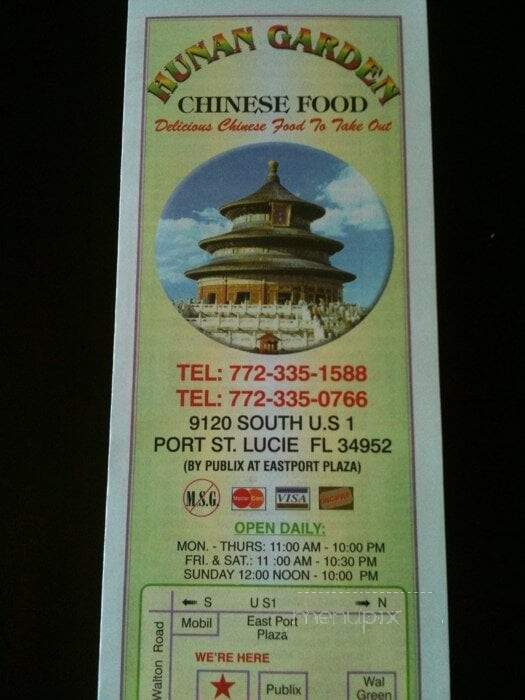 HUNAN GARDEN
CHINESE FOOD
Delicious Chinese Food To Take Out
TEL: 772-335-1588
TEL: 772-335-0766
9120 SOUTH U.S 1
PORT ST. LUCIE FL 34952
(BY PUBLIX AT EASTPORT PLAZA)
M.S.G. MasterCard VISA DISCOVER
OPEN DAILY:
MON. - THURS: 11:00 AM - 10:00 PM
FRI. & SAT.: 11 :00 AM - 10:30 PM
SUNDAY 12:00 NOON - 10:00 PM
S U S1 N
menupix
Mobil
East Port
Plaza
Walton Road
WE'RE HERE
Publix
Wal
Green